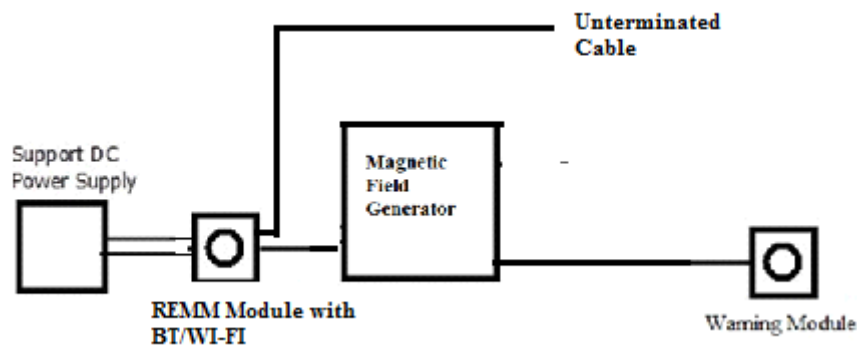 Unterminated
Cable
Support DC
Power Supply
Magnetic
Field
Generator
REMM Module with
BT/WI-FI
Warning Module